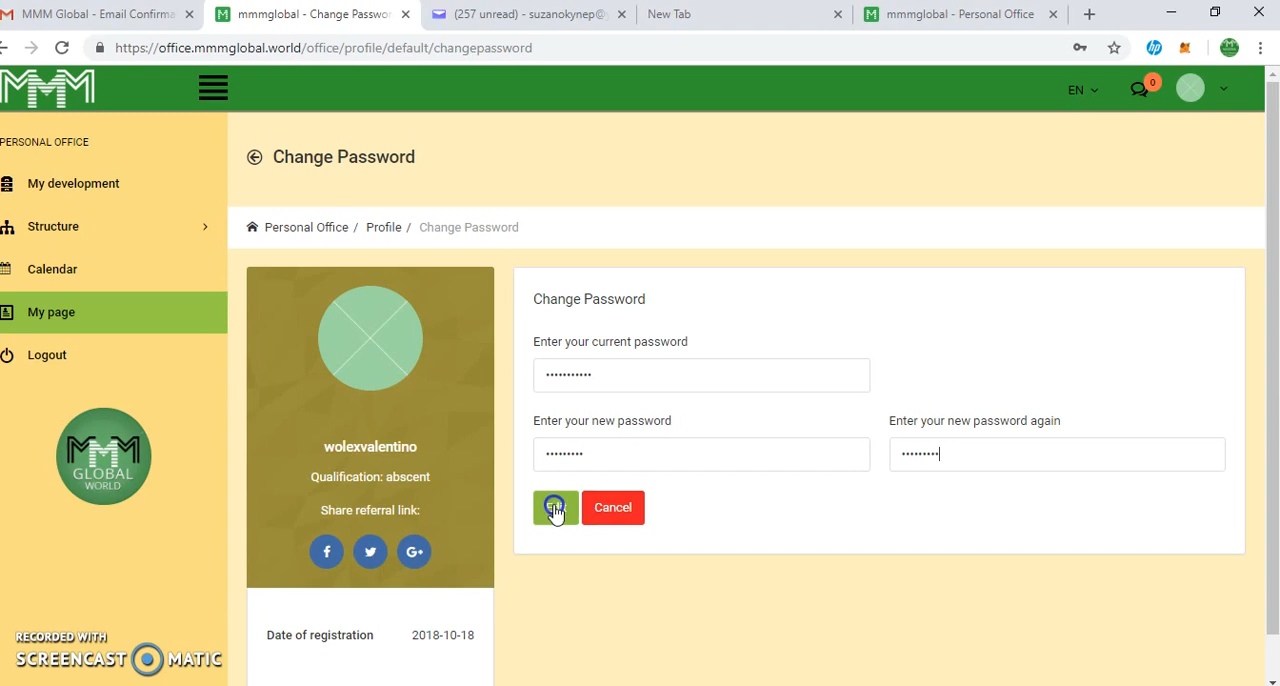 MMM Global - Email Confirma
mmmglobal - Change Passwor
(257 unread) - suzanokynep@
New Tab
mmmglobal - Personal Office
https://office.mmmglobal.world/office/profile/default/changepassword
MMM
EN
0
PERSONAL OFFICE
Change Password
My development
Structure
Calendar
My page
Logout
Personal Office / Profile / Change Password
MMM
GLOBAL
WORLD
wolexvalentino
Qualification: abscent
Share referral link:
f
G+
Date of registration 2018-10-18
Change Password
Enter your current password
Enter your new password
Enter your new password again
Cancel
RECORDED WITH
SCREENCAST MATIC